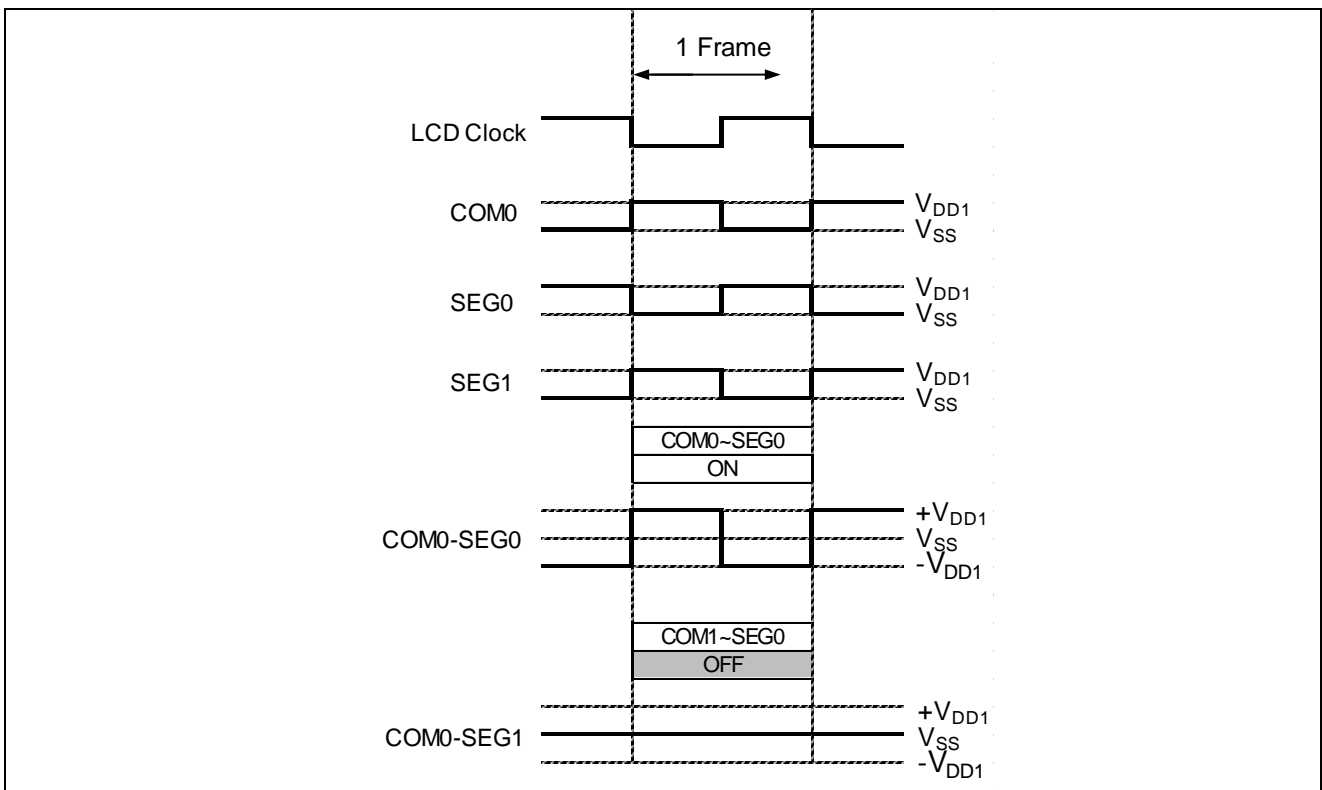 1 Frame
LCD Clock
COM0
VDD1
VSS
SEG0
VDD1
VSS
SEG1
VDD1
VSS
COM0~SEG0
ON
COM0-SEG0
+VDD1
VSS
-VDD1
COM1~SEG0
OFF
COM0-SEG1
+VDD1
VSS
-VDD1